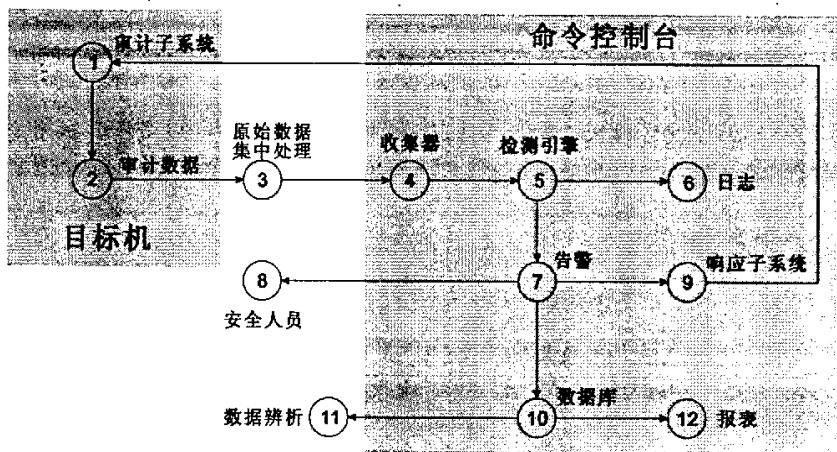 命令控制台
1 审计子系统
原始数据
集中处理
收集器
检测引擎
2 审计数据
3
4
5
6 日志
目标机
告警
响应子系统
8
7
9
安全人员
数据库
数据辨析 11
10
12 报表